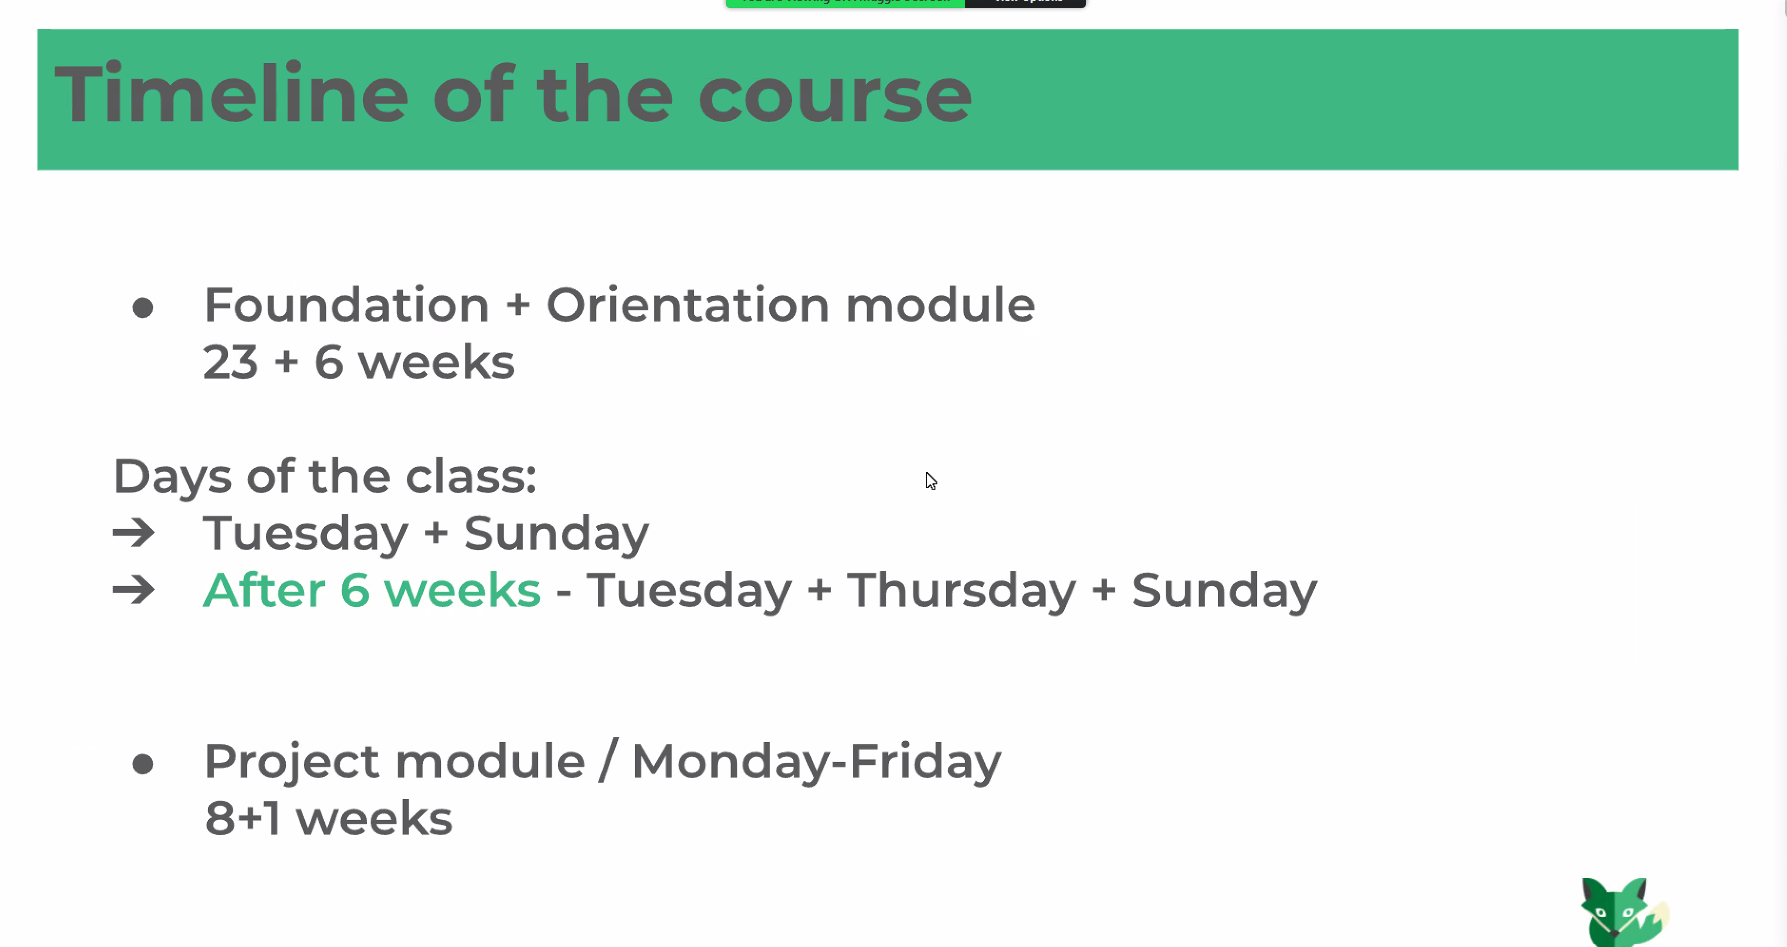 Timeline of the course
● Foundation + Orientation module
23 + 6 weeks
Days of the class:
➔ Tuesday + Sunday
➔ After 6 weeks - Tuesday + Thursday + Sunday
● Project module / Monday-Friday
8+1 weeks